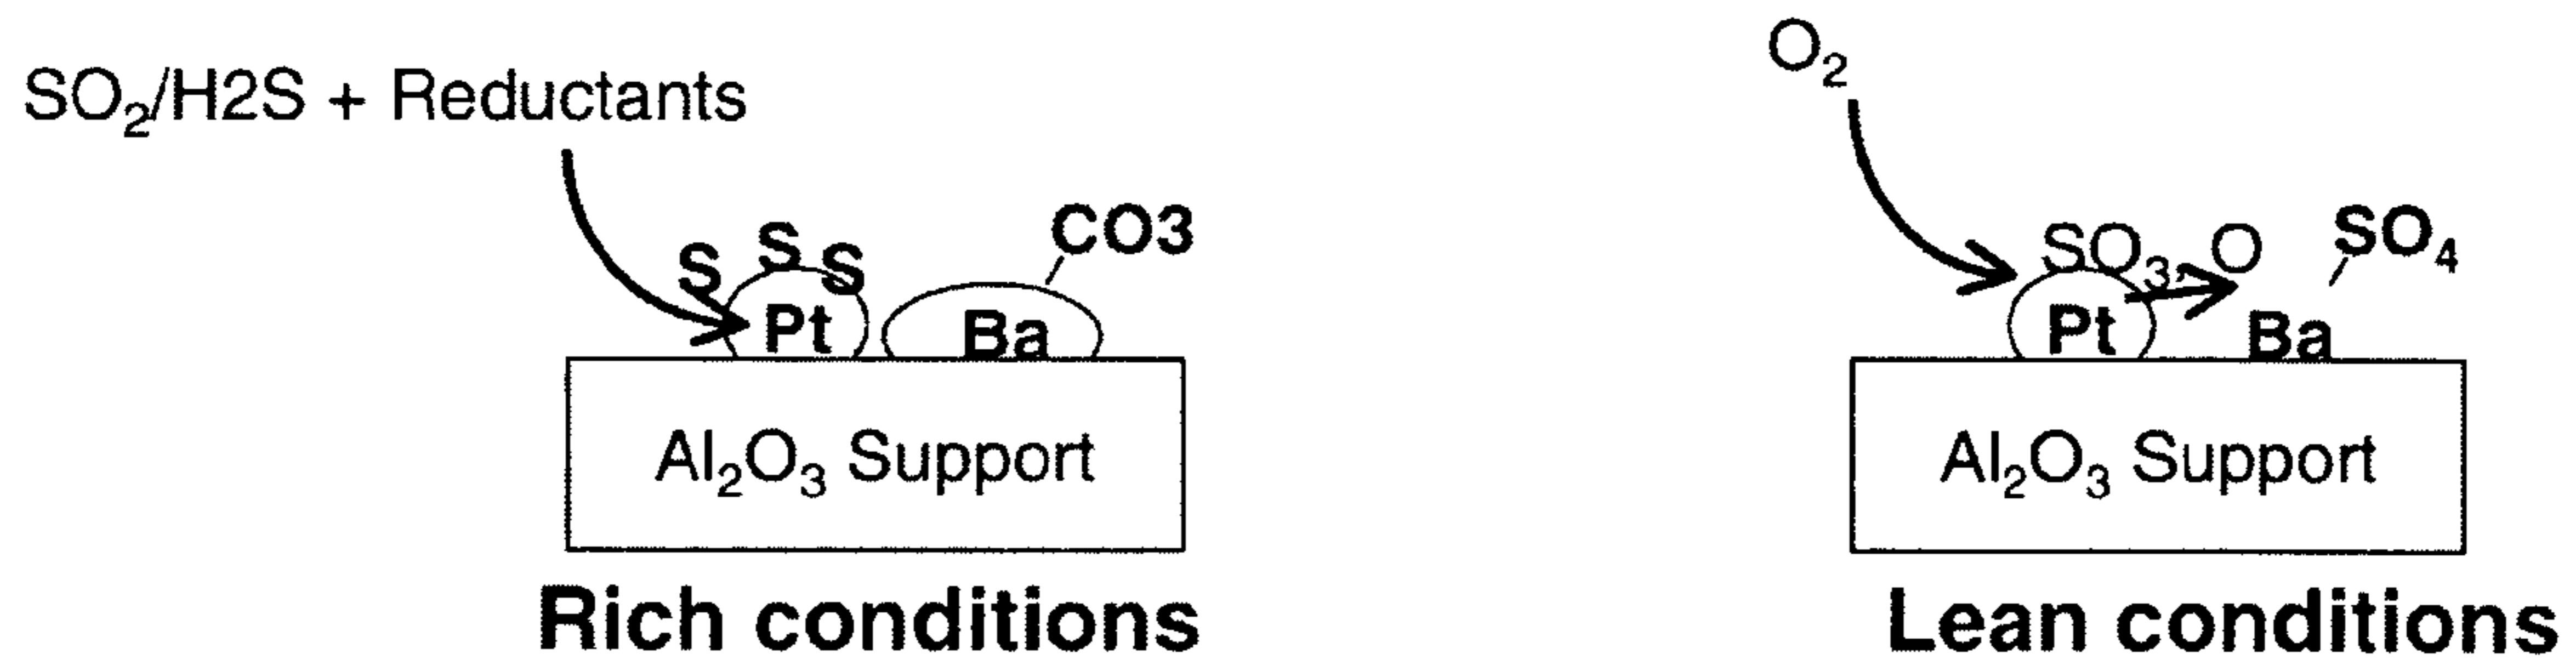 SO₂/H2S + Reductants
S S S
CO3
Pt
Ba
Al₂O₃ Support
Rich conditions
O₂
SO₃, O
SO₄
Pt
Ba
Al₂O₃ Support
Lean conditions